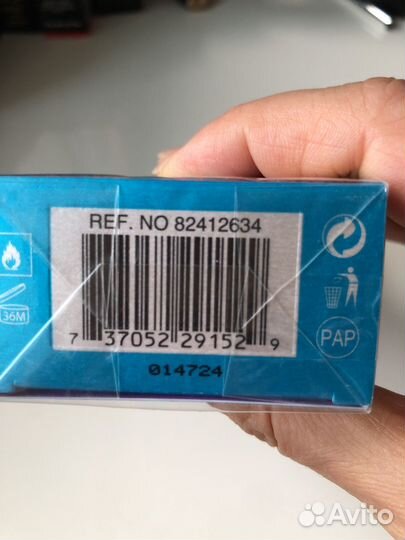 REF. NO 82412634
36M
PAP
7 37052 29152 9
014724
Avito